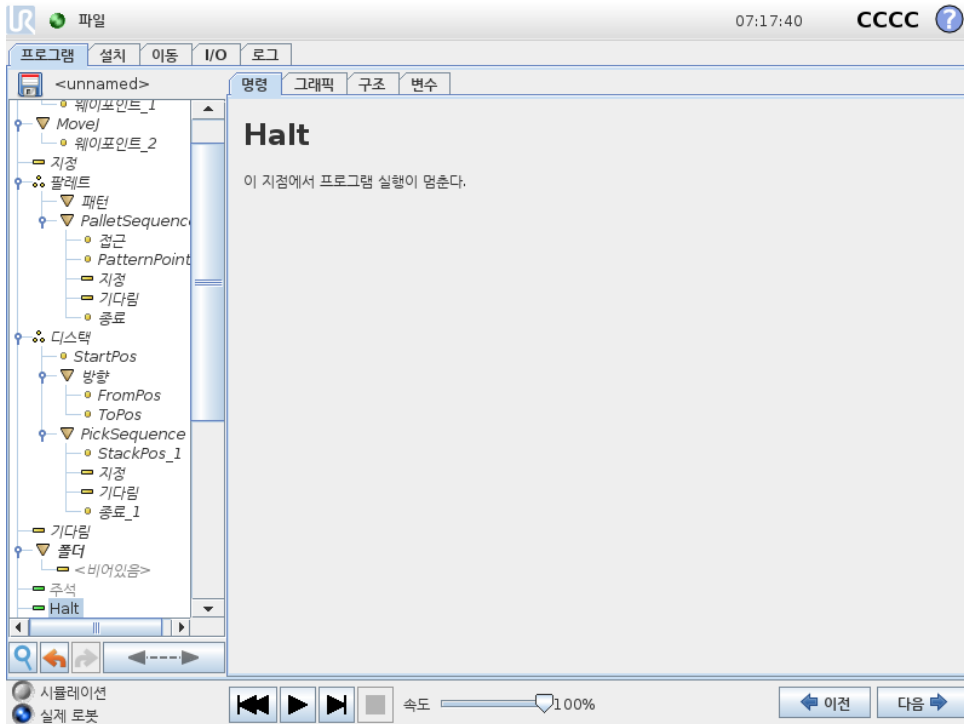 UR 파일 07:17:40 CCCC ?
프로그램 설치 이동 I/O 로그
<unnamed>
명령 그래픽 구조 변수
웨이포인트_1
MoveJ
웨이포인트_2
지정
팔레트
패턴
PalletSequenc
접근
PatternPoint
지정
기다림
종료
디스택
StartPos
방향
FromPos
ToPos
PickSequence
StackPos_1
지정
기다림
종료_1
기다림
폴더
<비어있음>
주석
Halt
Halt
이 지점에서 프로그램 실행이 멈춘다.
시뮬레이션
실제 로봇
속도 100%
이전 다음